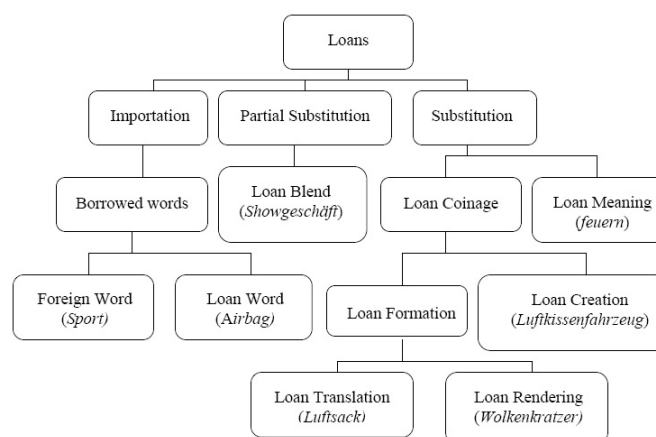 Loans
Importation
Partial Substitution
Substitution
Borrowed words
Loan Blend
(Showgeschäft)
Loan Coinage
Loan Meaning
(feuern)
Foreign Word
(Sport)
Loan Word
(Airbag)
Loan Formation
Loan Creation
(Luftkissenfahrzeug)
Loan Translation
(Luftsack)
Loan Rendering
(Wolkenkratzer)